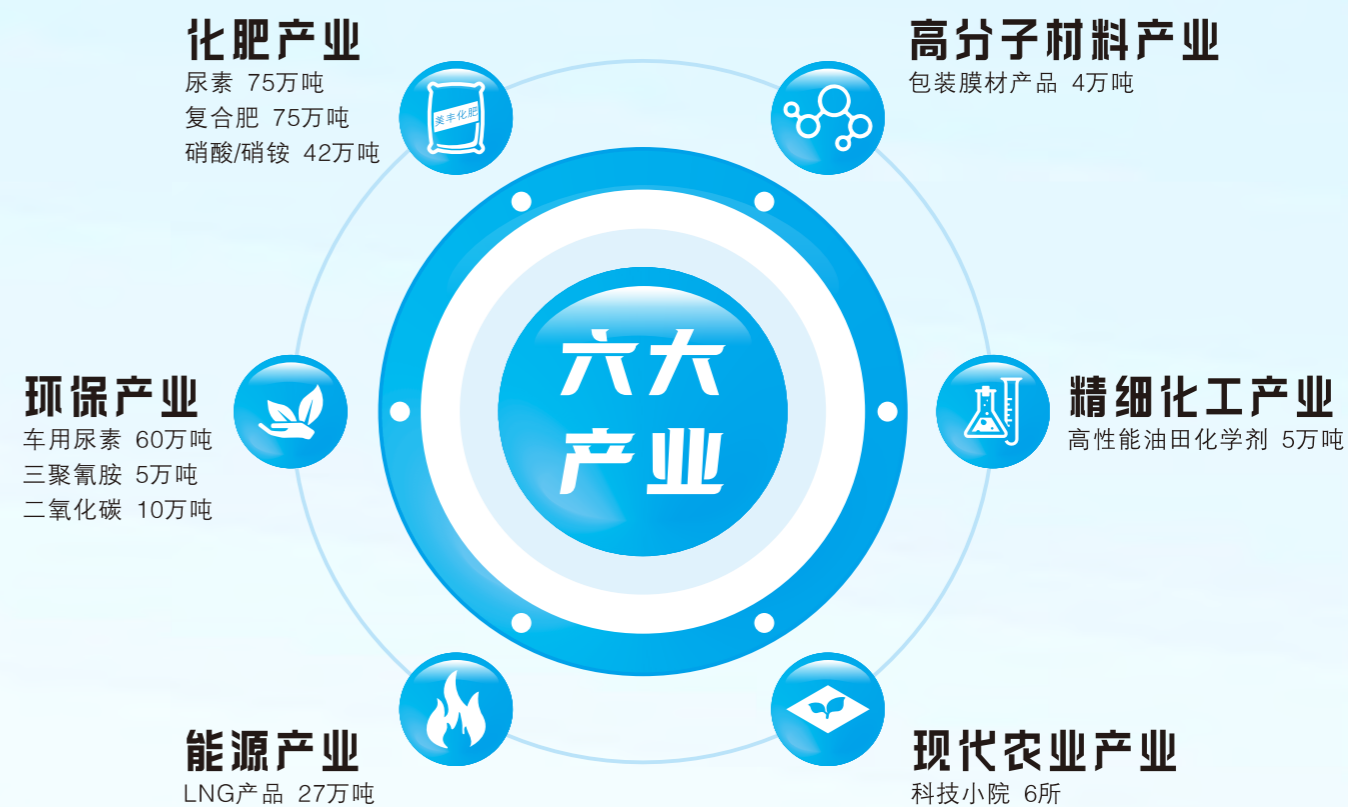 化肥产业
尿素 75万吨
复合肥 75万吨
硝酸/硝铵 42万吨
美丰化肥
高分子材料产业
包装膜材产品 4万吨
六大
产业
环保产业
车用尿素 60万吨
三聚氰胺 5万吨
二氧化碳 10万吨
精细化工产业
高性能油田化学剂 5万吨
能源产业
LNG产品 27万吨
现代农业产业
科技小院 6所